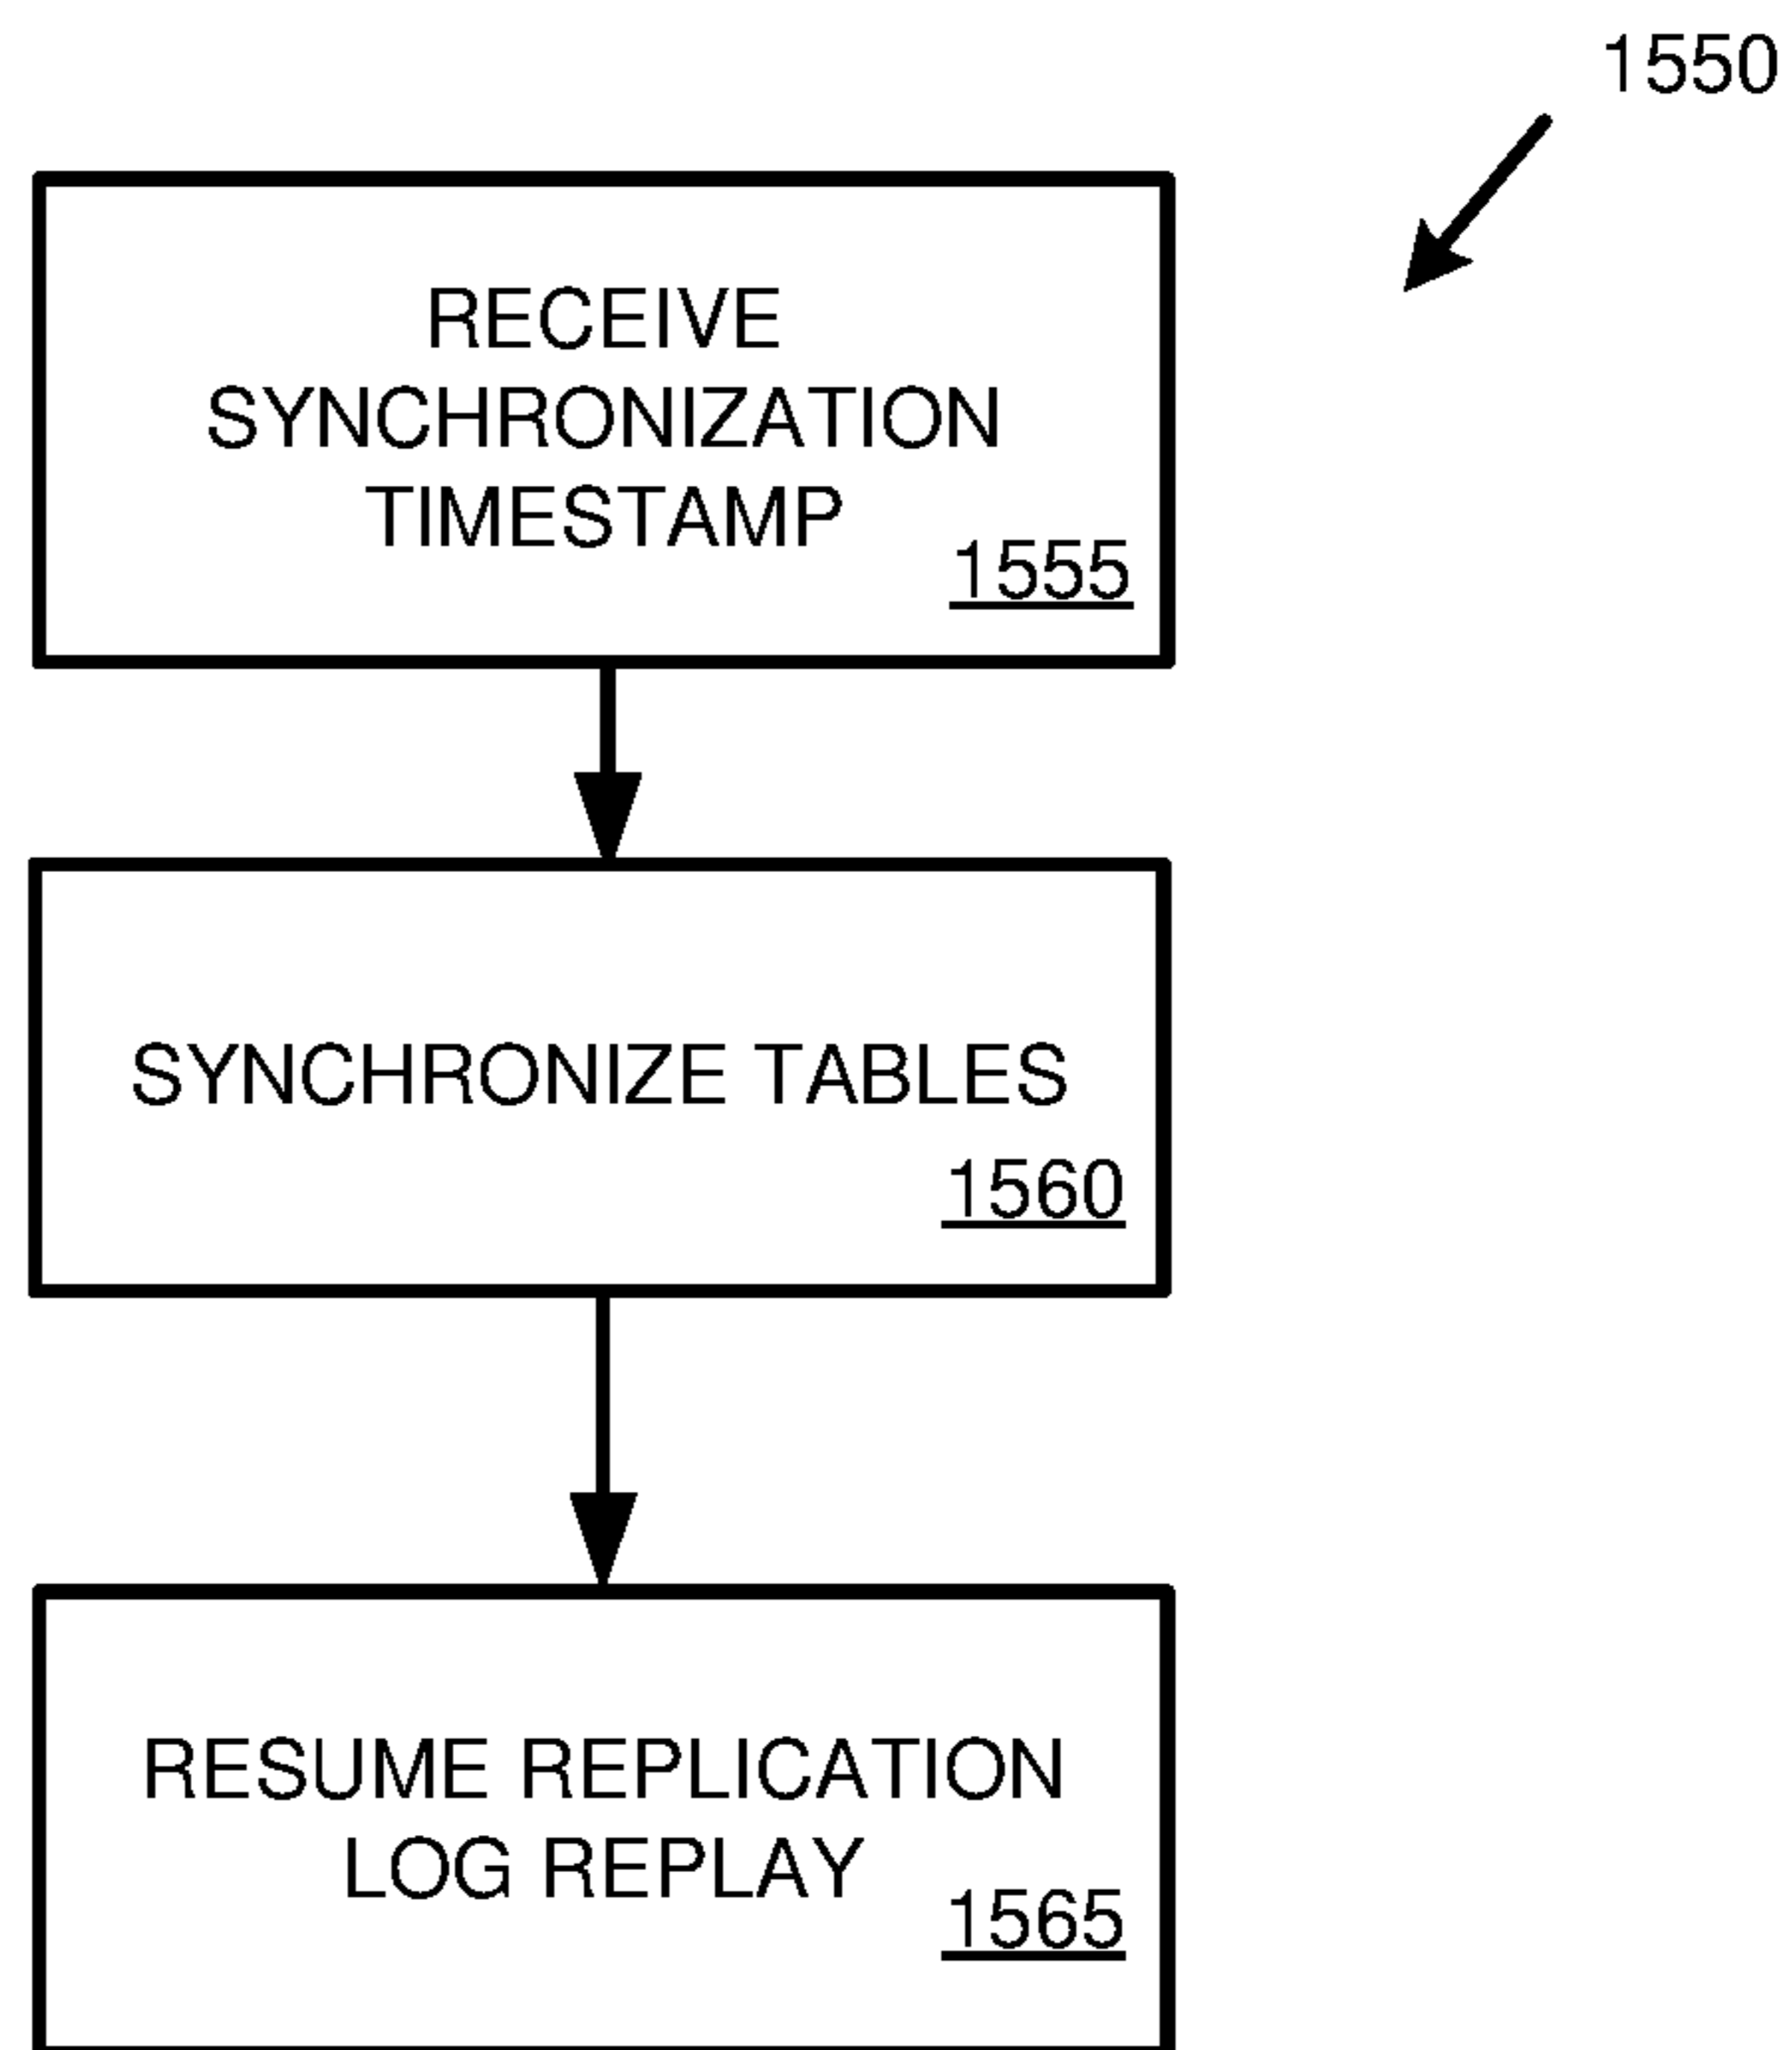 1550
RECEIVE
SYNCHRONIZATION
TIMESTAMP
1555
SYNCHRONIZE TABLES
1560
RESUME REPLICATION
LOG REPLAY
1565